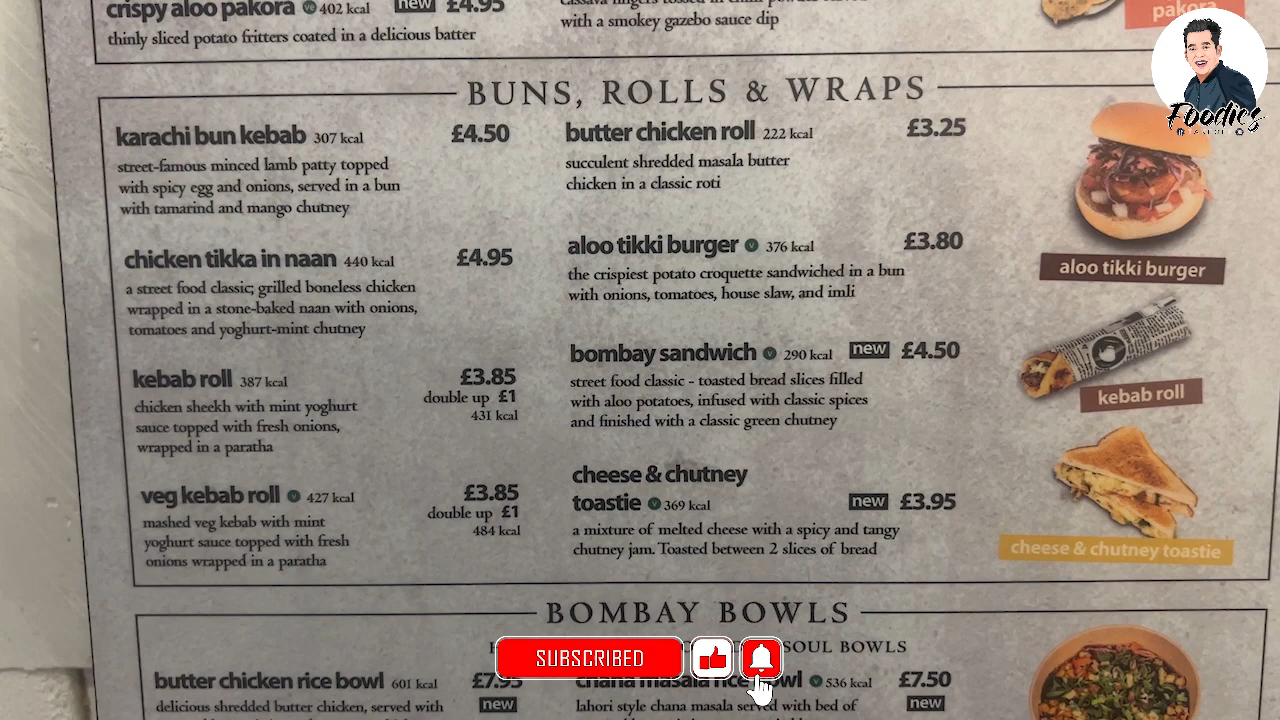 crispy aloo pakora 402 kcal new £4.95
thinly sliced potato fritters coated in a delicious batter
with a smokey gazebo sauce dip
pakora
Foodies
BUNS, ROLLS & WRAPS
karachi bun kebab 307 kcal £4.50
street-famous minced lamb patty topped
with spicy egg and onions, served in a bun
with tamarind and mango chutney
chicken tikka in naan 440 kcal £4.95
a street food classic; grilled boneless chicken
wrapped in a stone-baked naan with onions,
tomatoes and yoghurt-mint chutney
kebab roll 387 kcal £3.85
double up £1
431 kcal
chicken sheekh with mint yoghurt
sauce topped with fresh onions,
wrapped in a paratha
veg kebab roll V 427 kcal £3.85
double up £1
484 kcal
mashed veg kebab with mint
yoghurt sauce topped with fresh
onions wrapped in a paratha
butter chicken roll 222 kcal £3.25
succulent shredded masala butter
chicken in a classic roti
aloo tikki burger V 376 kcal £3.80
the crispiest potato croquette sandwiched in a bun
with onions, tomatoes, house slaw, and imli
bombay sandwich V 290 kcal new £4.50
street food classic - toasted bread slices filled
with aloo potatoes, infused with classic spices
and finished with a classic green chutney
cheese & chutney
toastie V 369 kcal new £3.95
a mixture of melted cheese with a spicy and tangy
chutney jam. Toasted between 2 slices of bread
aloo tikki burger
kebab roll
cheese & chutney toastie
BOMBAY BOWLS
SOUL BOWLS
SUBSCRIBED
butter chicken rice bowl 601 kcal £7.95
new
delicious shredded butter chicken, served with
chana masala rice bowl V 536 kcal £7.50
new
lahori style chana masala served with bed of